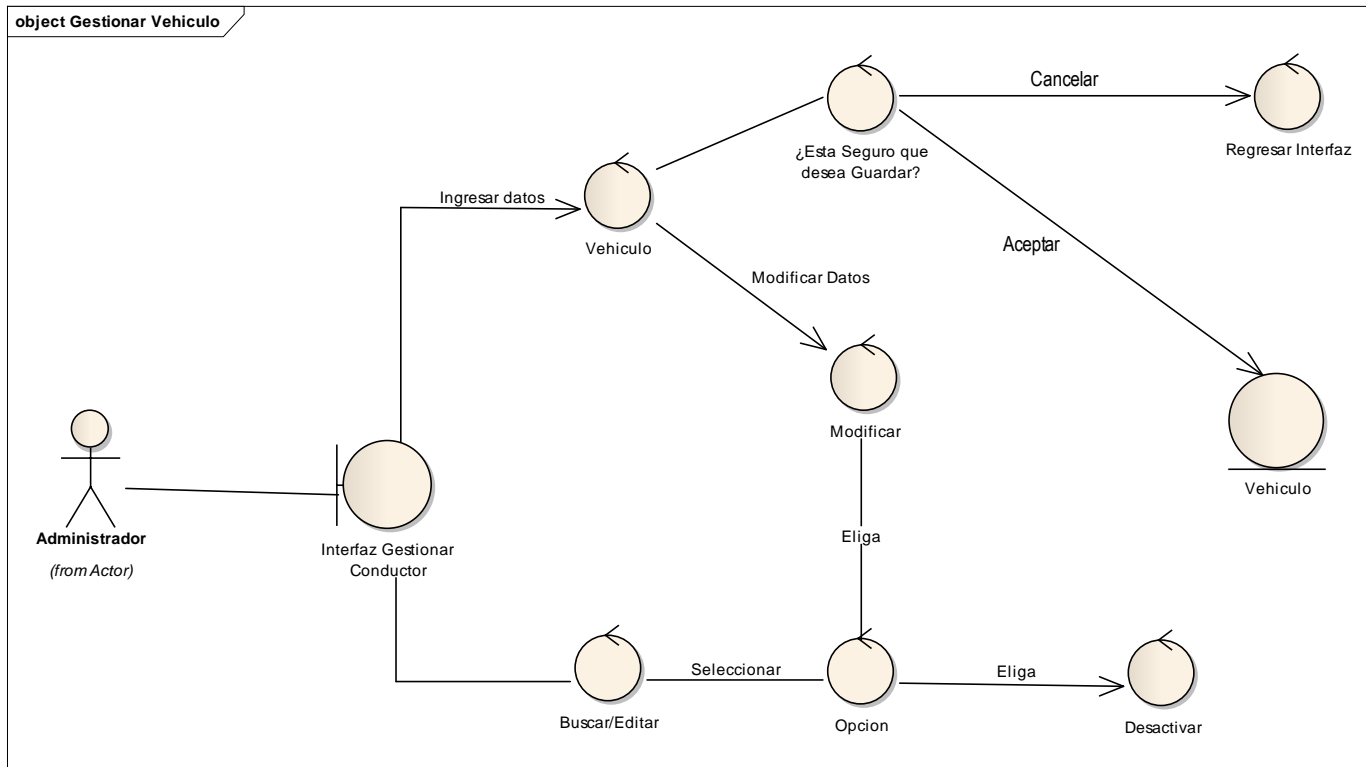 object Gestionar Vehiculo
Cancelar
¿Esta Seguro que
desea Guardar?
Regresar Interfaz
Ingresar datos
Vehiculo
Aceptar
Modificar Datos
Modificar
Vehiculo
Administrador
(from Actor)
Interfaz Gestionar
Conductor
Eliga
Seleccionar
Eliga
Buscar/Editar
Opcion
Desactivar